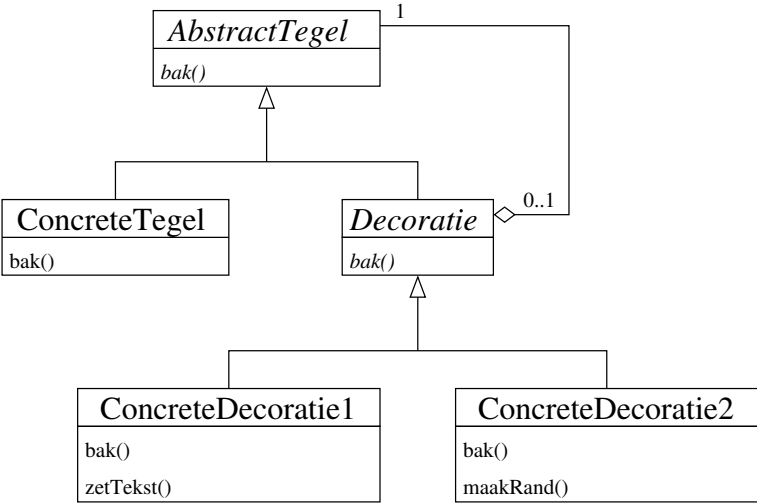 AbstractTegel
1
bak()
ConcreteTegel
Decoratie
0..1
bak()
bak()
ConcreteDecoratie1
ConcreteDecoratie2
bak()
bak()
zetTekst()
maakRand()